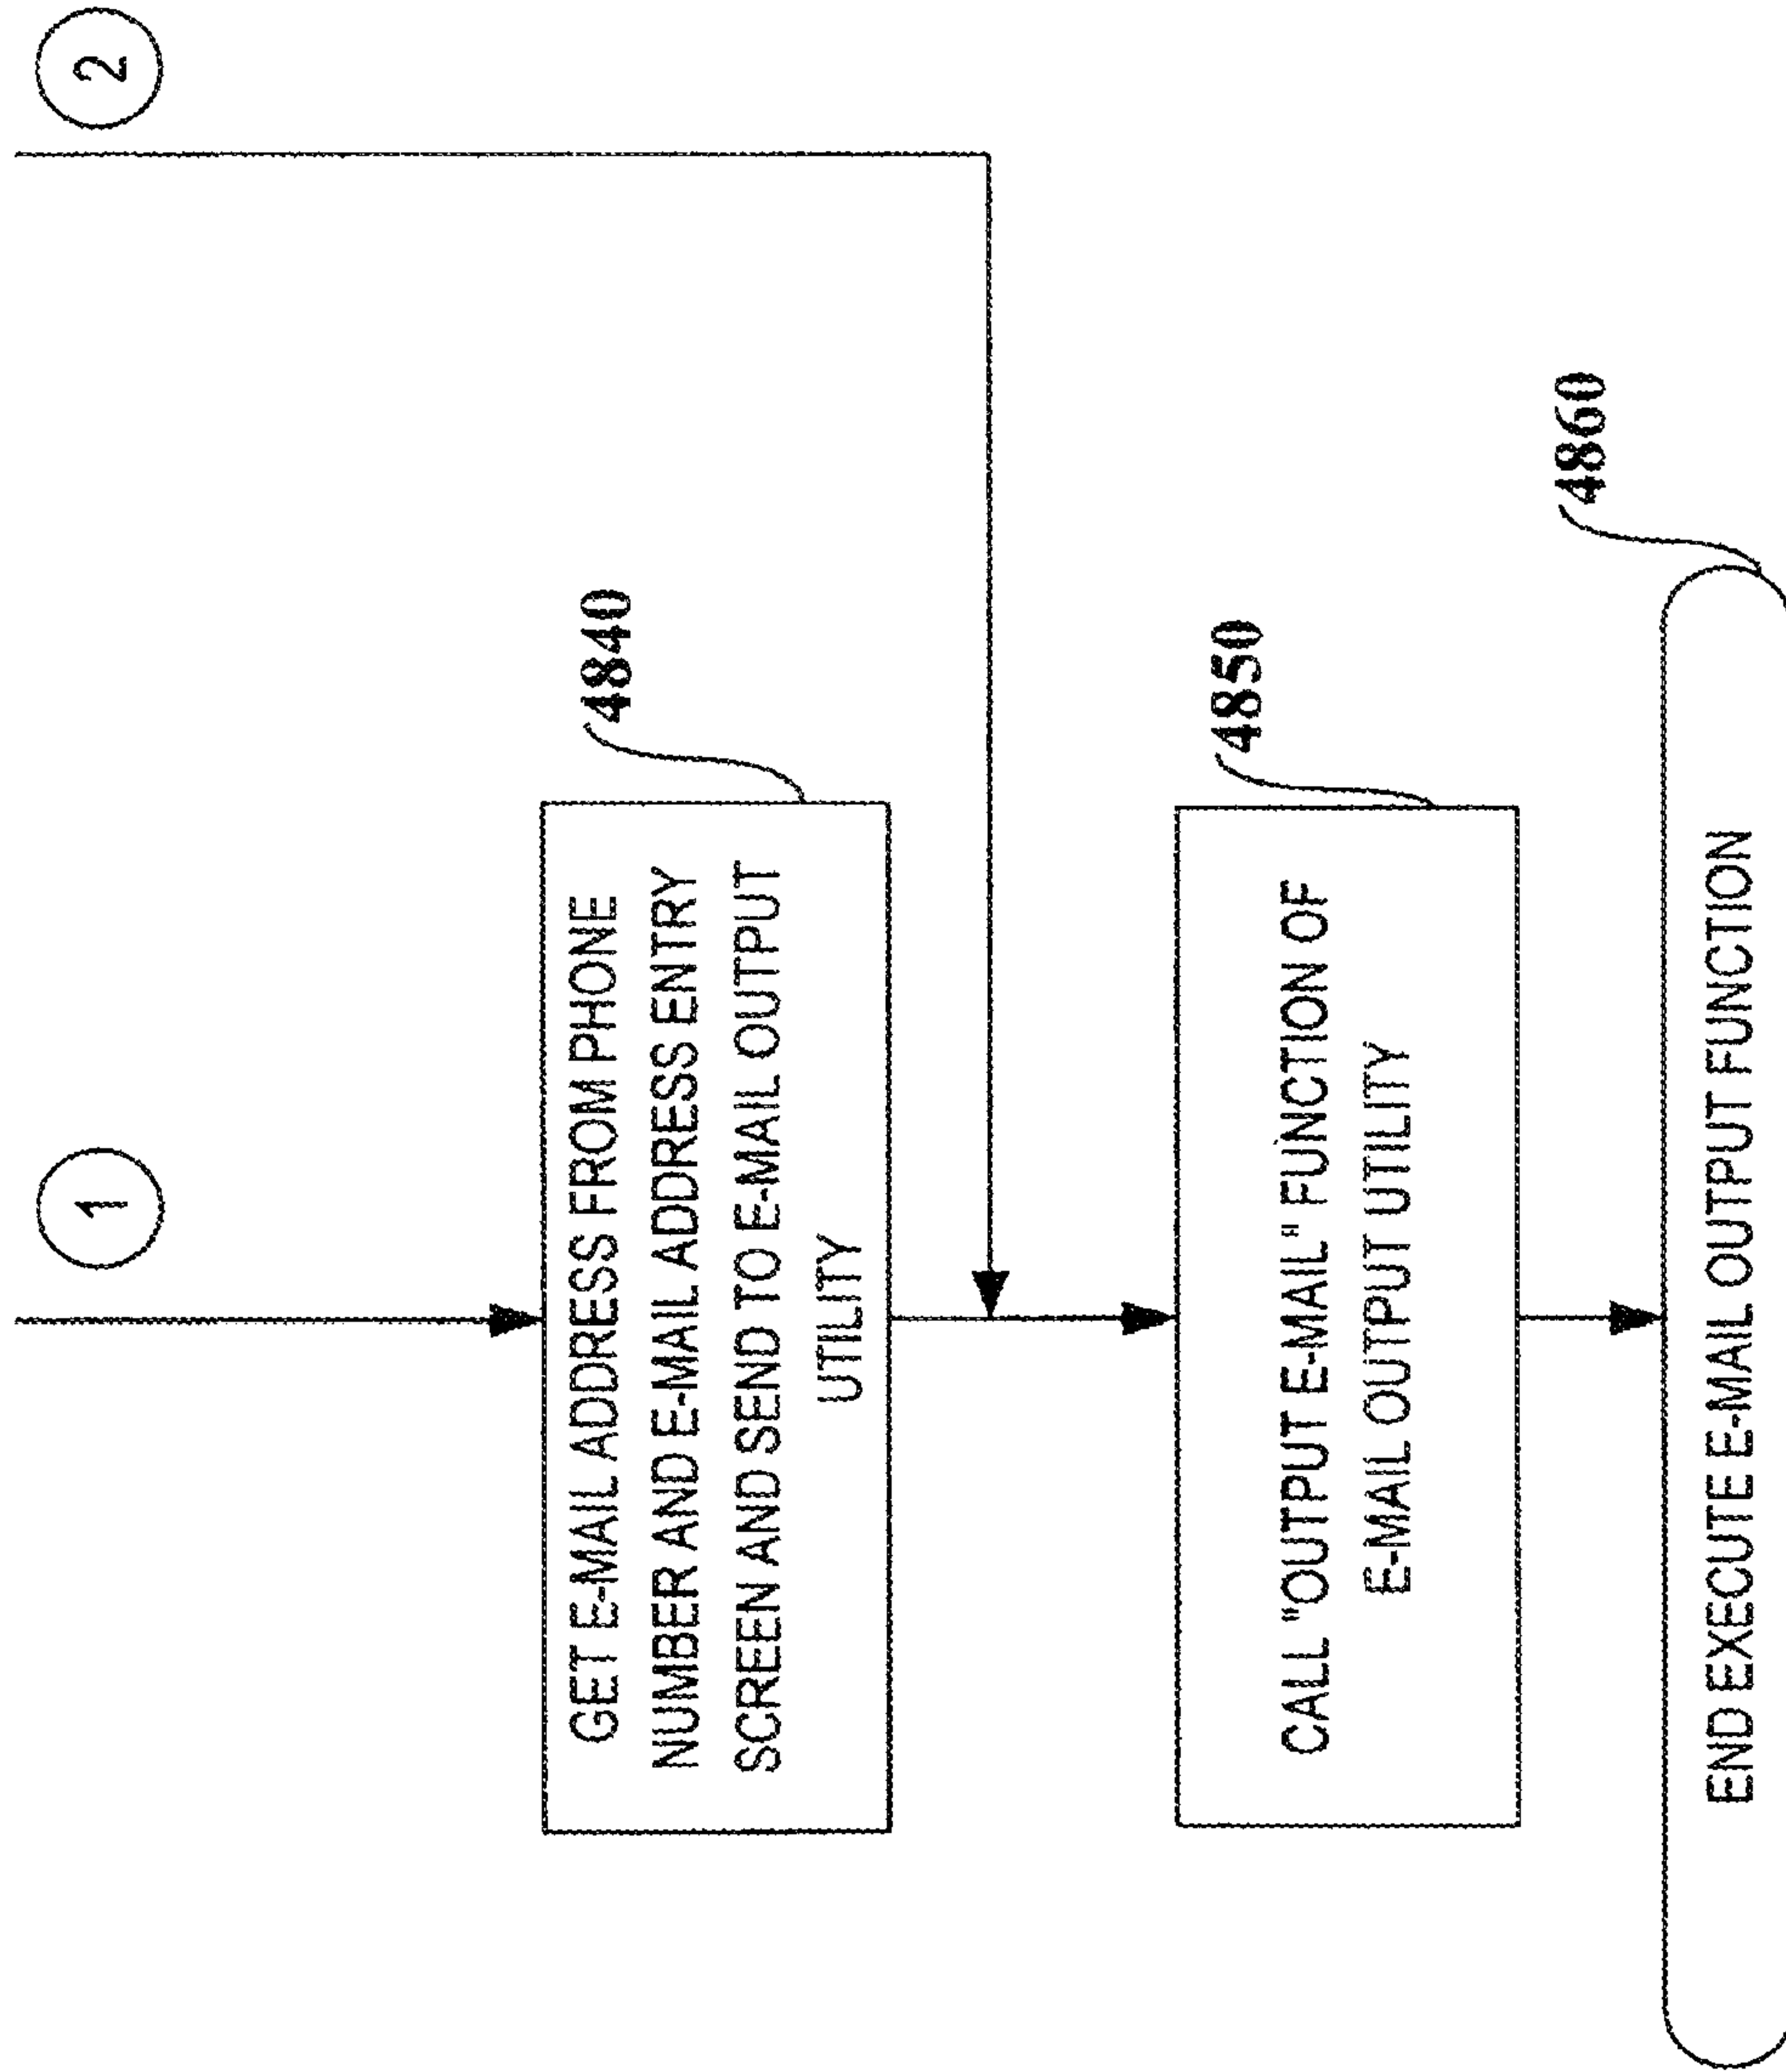 1
2
GET E-MAIL ADDRESS FROM PHONE
NUMBER AND E-MAIL ADDRESS ENTRY
SCREEN AND SEND TO E-MAIL OUTPUT
UTILITY
4840
CALL "OUTPUT E-MAIL" FUNCTION OF
E-MAIL OUTPUT UTILITY
4850
END EXECUTE E-MAIL OUTPUT FUNCTION
4860